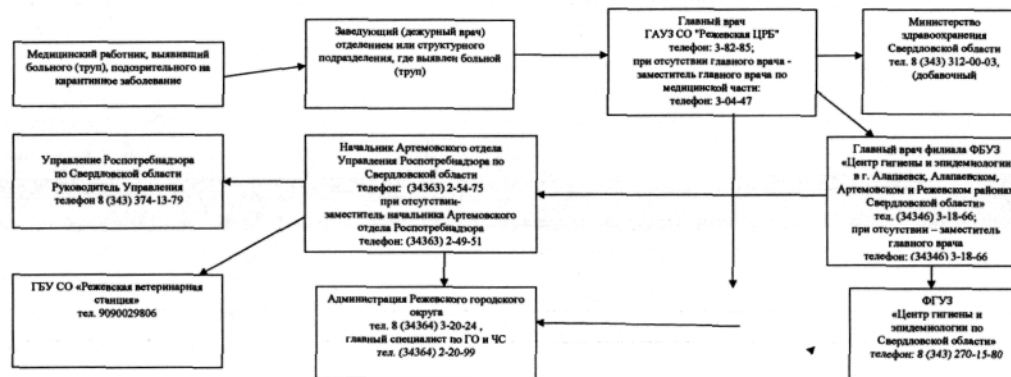 Медицинский работник, выявивший
больного (труп), подозрительного на
карантинное заболевание
Заведующий (дежурный врач)
отделением или структурного
подразделения, где выявлен больной
(труп)
Главный врач
ГАУЗ СО "Режевская ЦРБ"
телефон: 3-82-85;
при отсутствии главного врача -
заместитель главного врача по
медицинской части:
телефон: 3-04-47
Министерство
здравоохранения
Свердловской области
тел. 8 (343) 312-00-03,
(добавочный
Управление Роспотребнадзора
по Свердловской области
Руководитель Управления
телефон 8 (343) 374-13-79
Начальник Артемовского отдела
Управления Роспотребнадзора по
Свердловской области
телефон: (34363) 2-54-75
при отсутствии-
заместитель начальника Артемовского
отдела Роспотребнадзора
телефон: (34363) 2-49-51
Главный врач филиала ФБУЗ
«Центр гигиены и эпидемиологии
в г. Алапаевск, Алапаевском,
Артемовском и Режевском районах
Свердловской области»
тел. (34346) 3-18-66;
при отсутствии – заместитель
главного врача
телефон: (34346) 3-18-66
ГБУ СО «Режевская ветеринарная
станция»
тел. 9090029806
Администрация Режевского городского
округа
тел. 8 (34364) 3-20-24 ,
главный специалист по ГО и ЧС
тел. (34364) 2-20-99
ФГУЗ
«Центр гигиены и
эпидемиологии по
Свердловской области»
телефон: 8 (343) 270-15-80